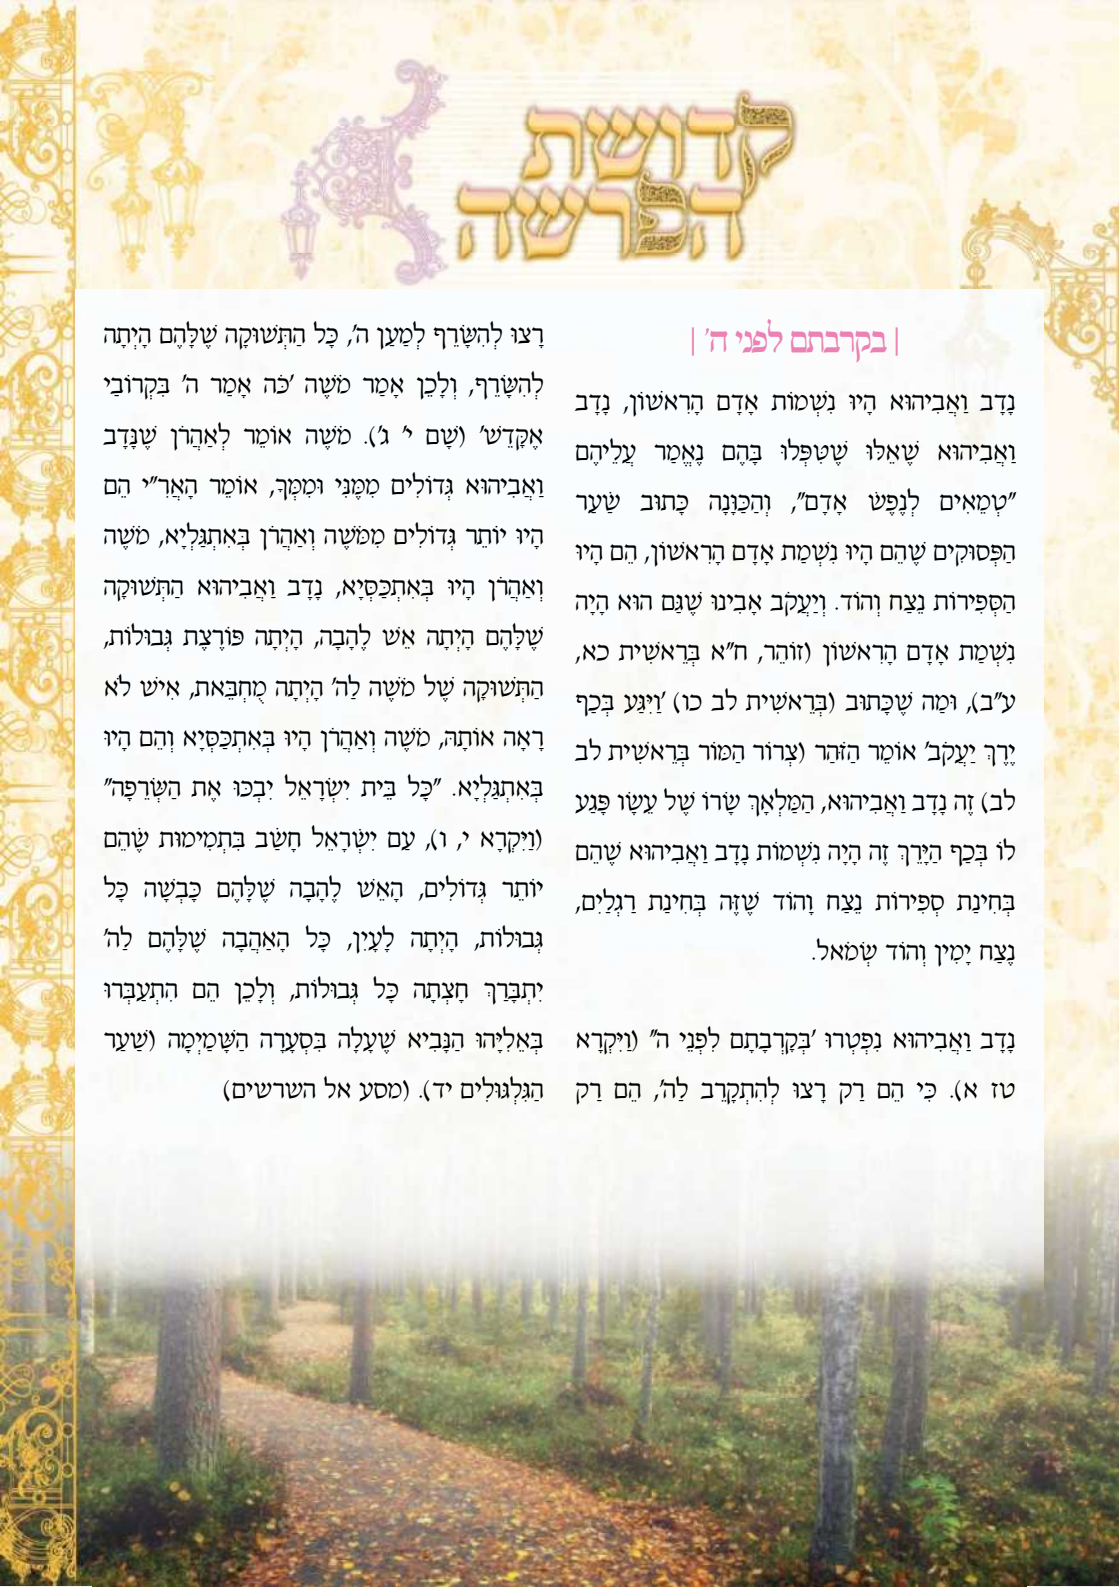 קדושת
הפרשה
| בקרבתם לפני ה' |
נָדָב וַאֲבִיהוּא הָיוּ נִשְׁמוֹת אָדָם הָרִאשׁוֹן, נָדָב
וַאֲבִיהוּא שֶׁאֵלּוּ שֶׁטִּפְּלוּ בָּהֶם נֶאֱמַר עֲלֵיהֶם
"טְמֵאִים לְנֶפֶשׁ אָדָם", וְהַכַּוָּנָה כָּתוּב שַׁעַר
הַפְּסוּקִים שֶׁהֵם הָיוּ נִשְׁמַת אָדָם הָרִאשׁוֹן, הֵם הָיוּ
הַסְּפִירוֹת נֵצַח וְהוֹד. וְיַעֲקֹב אָבִינוּ שֶׁגַּם הוּא הָיָה
נִשְׁמַת אָדָם הָרִאשׁוֹן (זוֹהַר, ח"א בְּרֵאשִׁית כא,
ע"ב), וּמַה שֶׁכָּתוּב (בְּרֵאשִׁית לב כו) 'וַיִּגַּע בְּכַף
יֶרֶךְ יַעֲקֹב' אוֹמֵר הַזֹּהַר (צְרוֹר הַמּוֹר בְּרֵאשִׁית לב
לב) זֶה נָדָב וַאֲבִיהוּא, הַמַּלְאָךְ שָׂרוֹ שֶׁל עֵשָׂו פָּגַע
לוֹ בְּכַף הַיָּרֵךְ זֶה הָיָה נִשְׁמוֹת נָדָב וַאֲבִיהוּא שֶׁהֵם
בְּחִינַת סְפִירוֹת נֵצַח וָהוֹד שֶׁזֶּה בְּחִינַת רַגְלַיִם,
נֶצַח יָמִין וְהוֹד שְׂמֹאל.
נָדָב וַאֲבִיהוּא נִפְטְרוּ 'בְּקָרְבָתָם לִפְנֵי ה'' (וַיִּקְרָא
טז א). כִּי הֵם רַק רָצוּ לְהִתְקָרֵב לַה', הֵם רַק
רָצוּ לְהִשָּׂרֵף לְמַעַן ה', כָּל הַתְּשׁוּקָה שֶׁלָּהֶם הָיְתָה
לְהִשָּׂרֵף, וְלָכֵן אָמַר מֹשֶׁה 'כֹּה אָמַר ה' בִּקְרוֹבַי
אֶקָּדֵשׁ' (שָׁם י' ג'). מֹשֶׁה אוֹמֵר לְאַהֲרֹן שֶׁנָּדָב
וַאֲבִיהוּא גְּדוֹלִים מִמֶּנִּי וּמִמְּךָ, אוֹמֵר הָאֲרִ"י הֵם
הָיוּ יוֹתֵר גְּדוֹלִים מִמֹּשֶׁה וְאַהֲרֹן בְּאִתְגַּלְיָא, מֹשֶׁה
וְאַהֲרֹן הָיוּ בְּאִתְכַּסְּיָא, נָדָב וַאֲבִיהוּא הַתְּשׁוּקָה
שֶׁלָּהֶם הָיְתָה אֵשׁ לֶהָבָה, הָיְתָה פּוֹרֶצֶת גְּבוּלוֹת,
הַתְּשׁוּקָה שֶׁל מֹשֶׁה לַה' הָיְתָה מֻחְבֵּאת, אִישׁ לֹא
רָאָה אוֹתָהּ, מֹשֶׁה וְאַהֲרֹן הָיוּ בְּאִתְכַּסְּיָא וְהֵם הָיוּ
בְּאִתְגַּלְיָא. "כָּל בֵּית יִשְׂרָאֵל יִבְכּוּ אֶת הַשְּׂרֵפָה"
(וַיִּקְרָא י, ו), עַם יִשְׂרָאֵל חָשַׁב בִּתְמִימוּת שֶׁהֵם
יוֹתֵר גְּדוֹלִים, הָאֵשׁ לֶהָבָה שֶׁלָּהֶם כָּבְשָׁה כָּל
גְּבוּלוֹת, הָיְתָה לָעַיִן, כָּל הָאַהֲבָה שֶׁלָּהֶם לַה'
יִתְבָּרַךְ חָצְתָה כָּל גְּבוּלוֹת, וְלָכֵן הֵם הִתְעַבְּרוּ
בְּאֵלִיָּהוּ הַנָּבִיא שֶׁעָלָה בִּסְעָרָה הַשָּׁמַיְמָה (שַׁעַר
הַגִּלְגּוּלִים יד). (מסע אל השרשים)